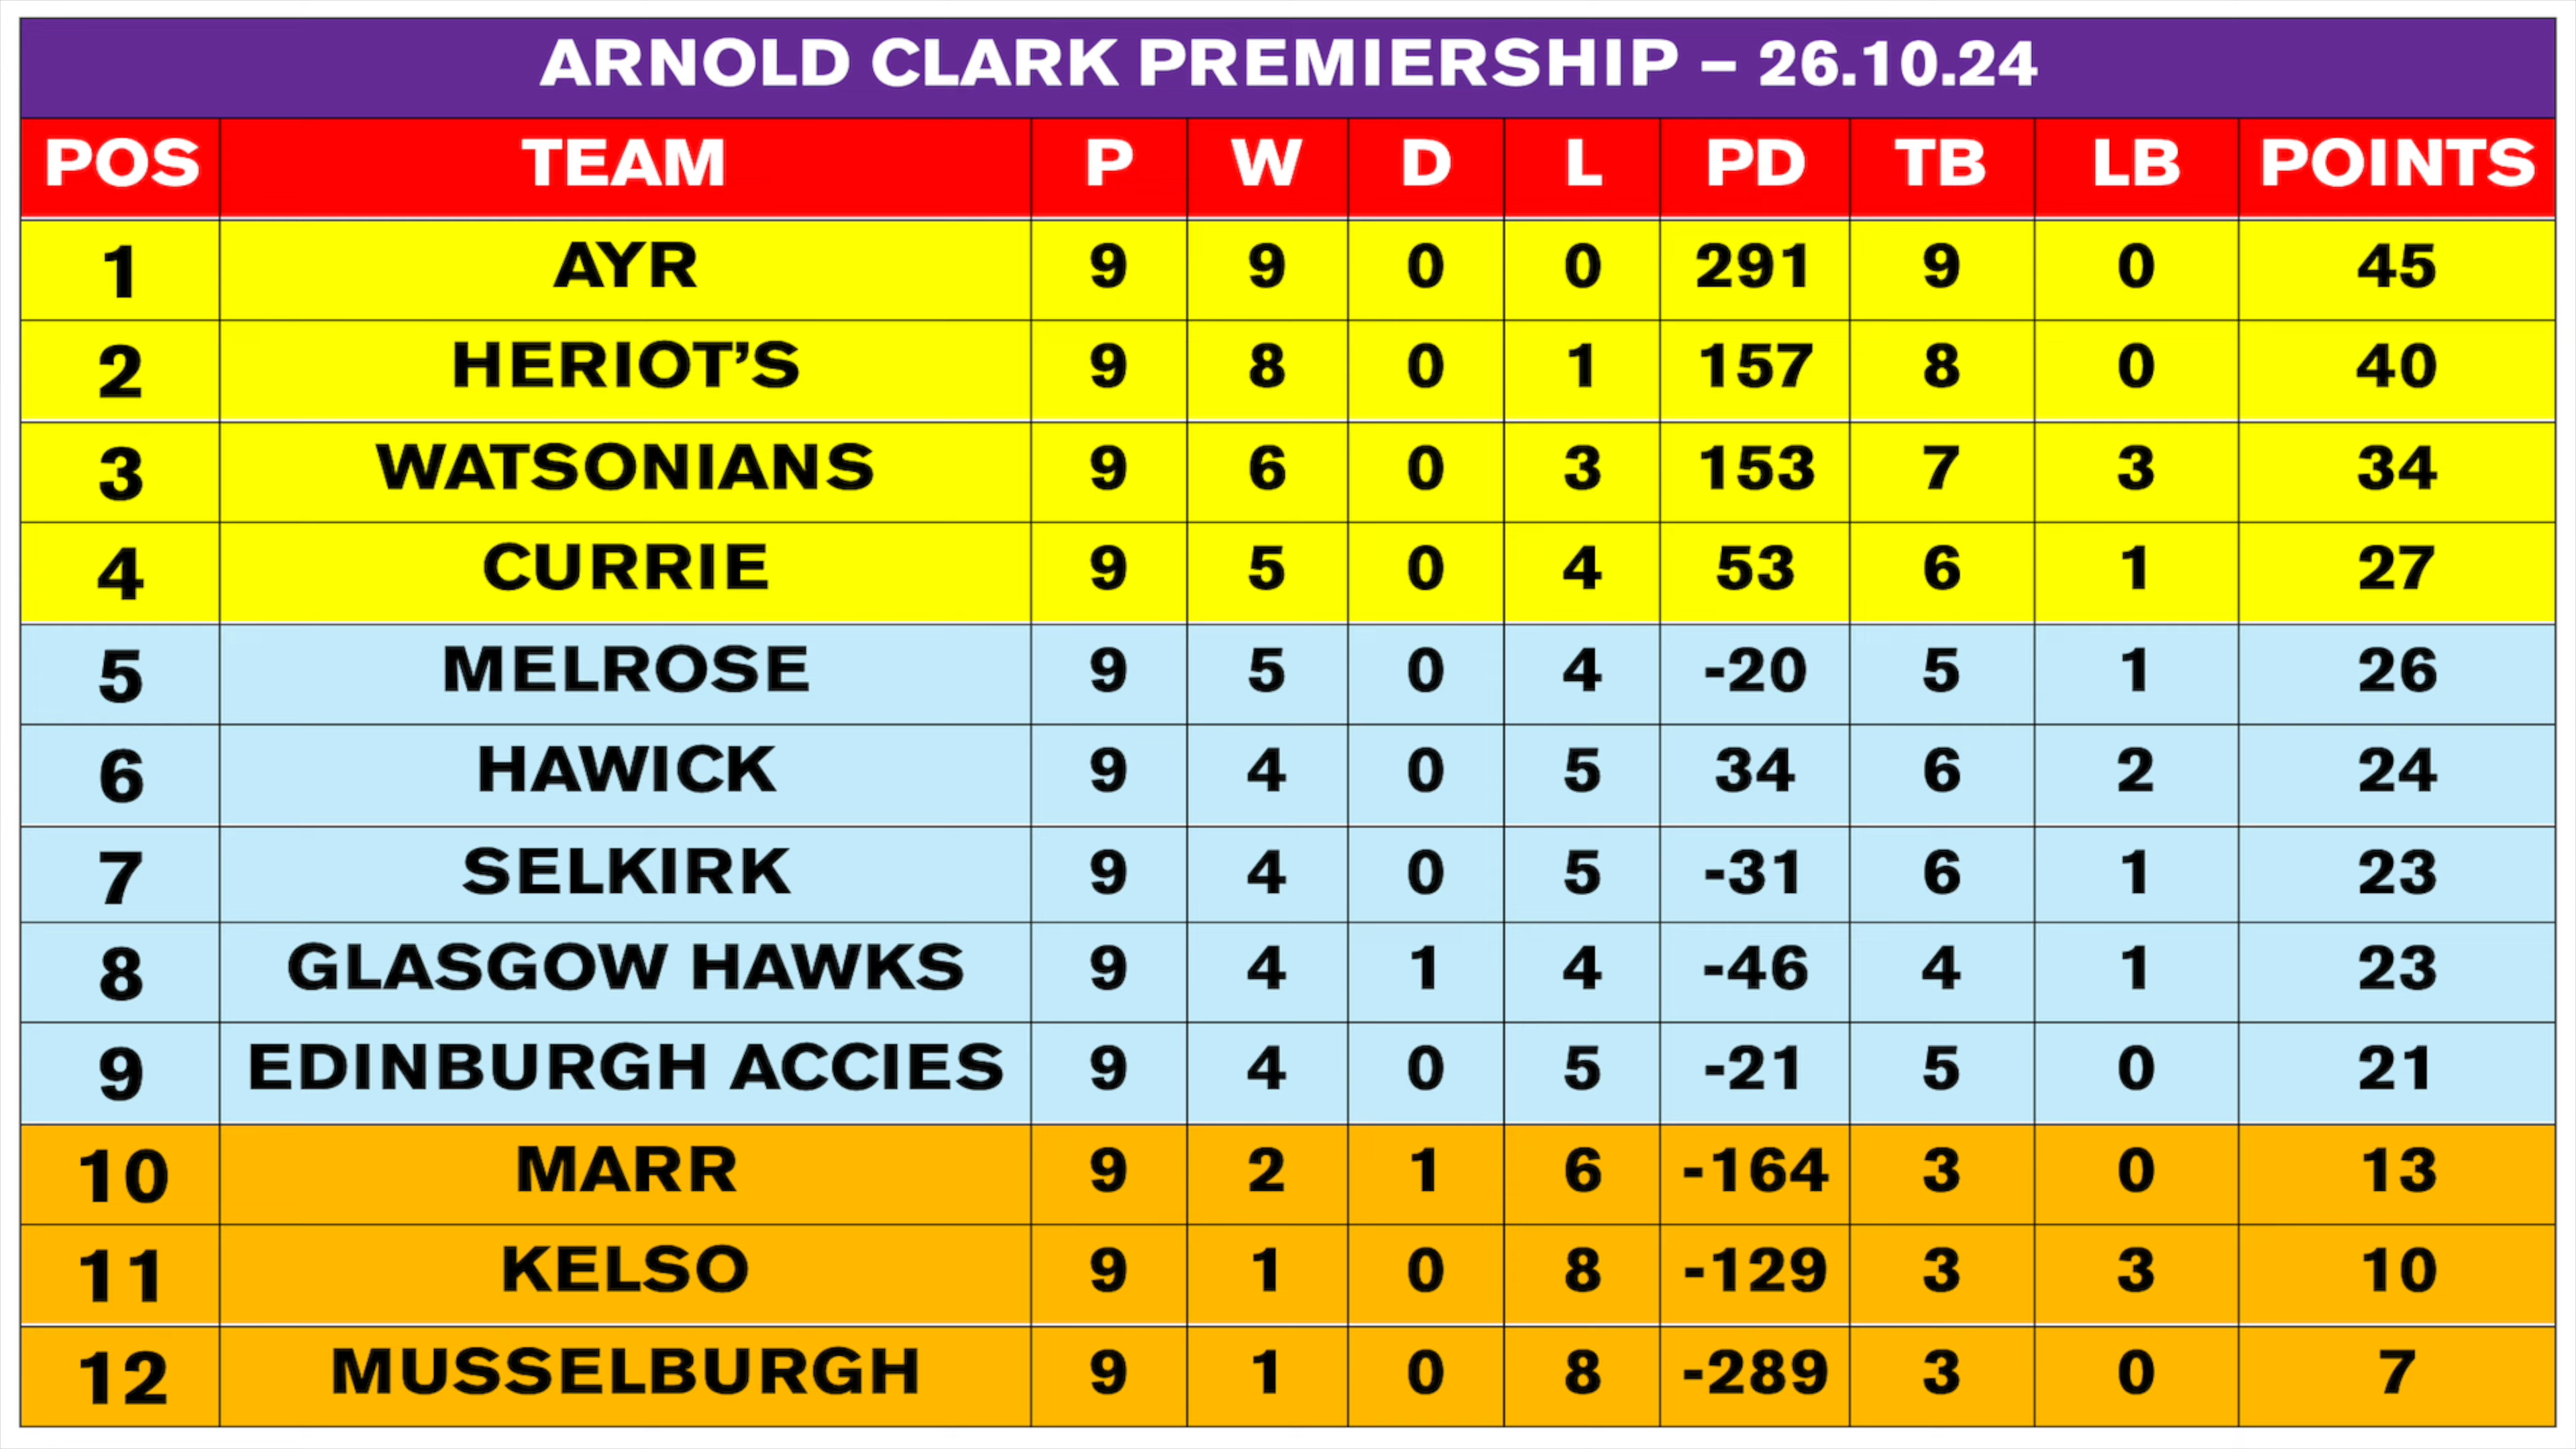 ARNOLD CLARK PREMIERSHIP – 26.10.24
POS TEAM P W D L PD TB LB POINTS
1 AYR 9 9 0 0 291 9 0 45
2 HERIOT’S 9 8 0 1 157 8 0 40
3 WATSONIANS 9 6 0 3 153 7 3 34
4 CURRIE 9 5 0 4 53 6 1 27
5 MELROSE 9 5 0 4 -20 5 1 26
6 HAWICK 9 4 0 5 34 6 2 24
7 SELKIRK 9 4 0 5 -31 6 1 23
8 GLASGOW HAWKS 9 4 1 4 -46 4 1 23
9 EDINBURGH ACCIES 9 4 0 5 -21 5 0 21
10 MARR 9 2 1 6 -164 3 0 13
11 KELSO 9 1 0 8 -129 3 3 10
12 MUSSELBURGH 9 1 0 8 -289 3 0 7